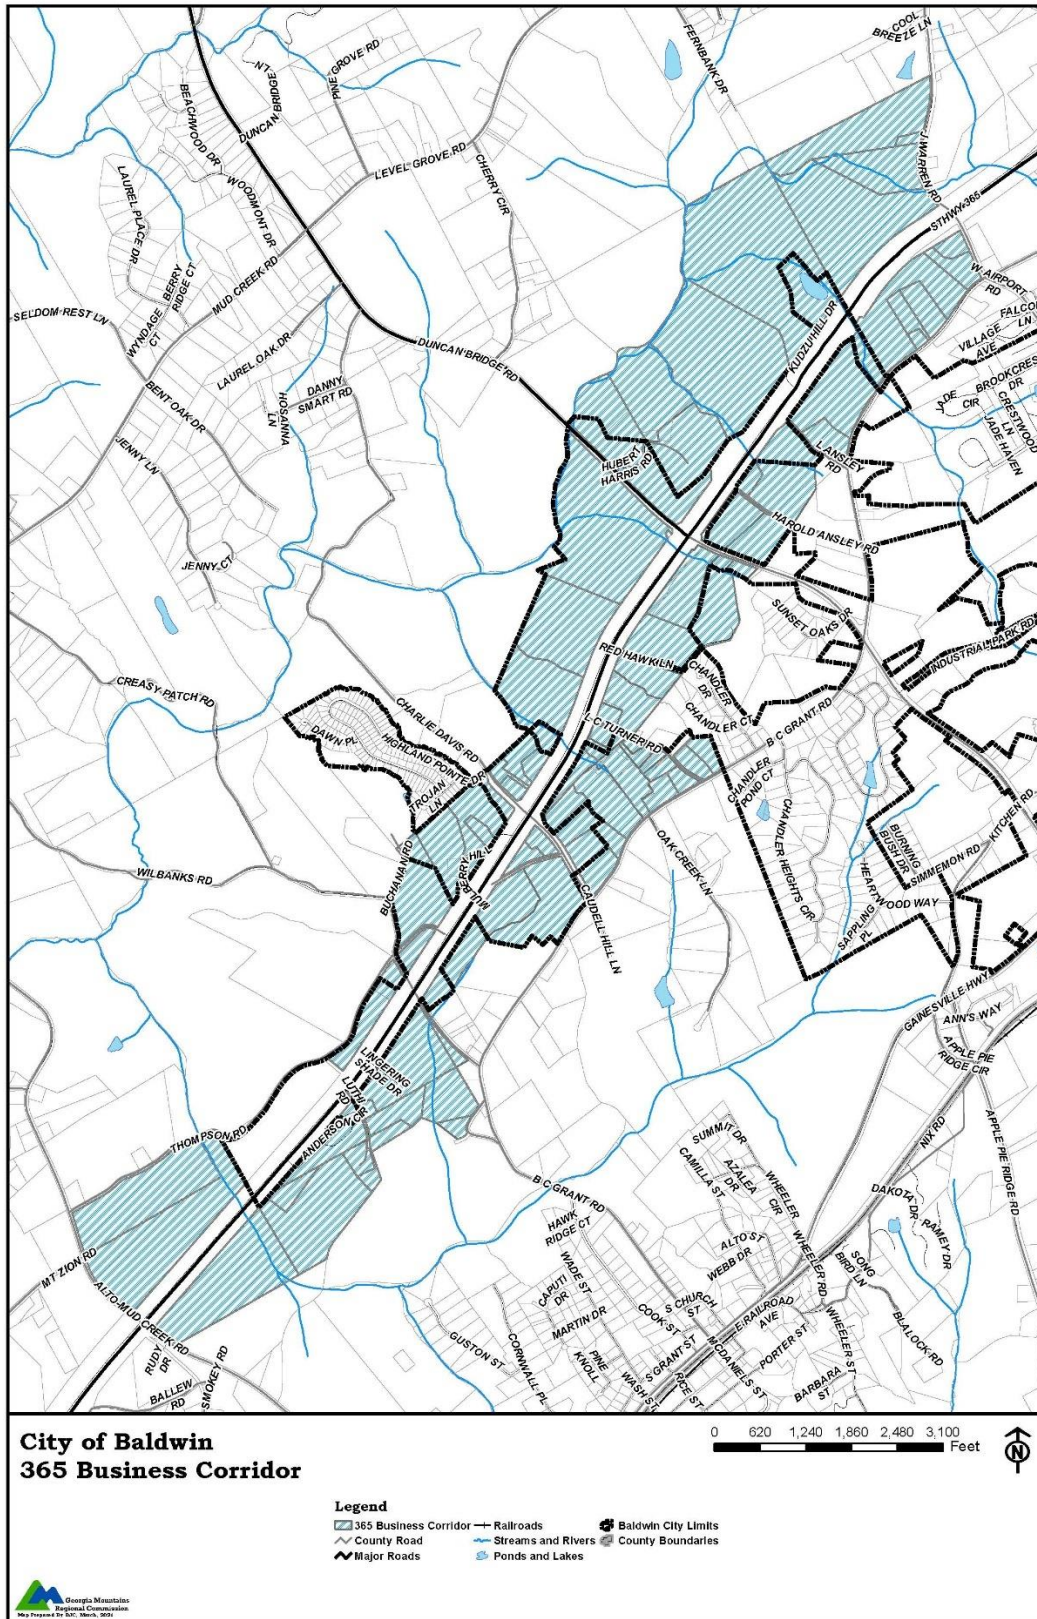 COOL
BREEZE LN
FERNBANK DR
PINE GROVE RD
DUNCAN BRIDGE LN
BEACHWOOD DR
WOODMONT DR
LEVEL GROVE RD
CHERRY CIR
LAUREL PLACE DR
J WARREN RD
STHWY 365
W AIRPORT
RD
BERRY
RIDGE CT
WYNDAGE
CT
MUD CREEK RD
SELDOM REST LN
LAUREL OAK DR
DUNCAN BRIDGE RD
KUDZU HILL DR
FALCON
LN
VILLAGE
AVE
BROOKCREST
DR
JADE
CIR
CRESTWOOD
LN
JADE HAVEN
DANNY
SMART RD
HOSANNA
LN
BENT OAK DR
JENNY LN
HUBERT
HARRIS RD
LANSLEY
RD
HAROLD ANSLEY RD
JENNY CT
SUNSET OAKS DR
INDUSTRIAL PARK RD
RED HAWK LN
CHANDLER
DR
CREASY PATCH RD
CHARLIE DAVIS RD
L C TURNER RD
CHANDLER CT
B C GRANT RD
DAWN PL
HIGHLAND POINTE DR
TROJAN
LN
CHANDLER
POND CT
CHANDLER HEIGHTS CIR
OAK CREEK LN
BURNING
BUSH DR
KITCHEN RD
SIMMEMON RD
HEARTWOOD WAY
SAPPLING
PL
WILBANKS RD
BUCHANAN RD
MULBERRY HILL
CAUDELL HILL LN
GAINESVILLE HWY
ANN'S WAY
APPLE PIE
RIDGE CIR
LINGERING
SHADE DR
LUTHI
RD
ANDERSON CIR
THOMPSON RD
NIX RD
APPLE PIE RIDGE RD
SUMMIT DR
CAMILLA ST
AZALEA
DR
WHEELER
CIR
DAKOTA DR
RAMEY DR
B C GRANT RD
HAWK
RIDGE CT
ALTO ST
WEBB DR
WHEELER RD
SONG
BIRD LN
MT ZION RD
ALTO-MUD CREEK RD
WADE ST
CAPUTI
DR
MARTIN DR
COOK ST
S CHURCH
ST
E RAILROAD
AVE
BLALOCK RD
RUDY
DR
SMOKEY RD
BALLEW
RD
GUSTON ST
CORNWALL PL
PINE
KNOLL
S GRANT ST
WASH ST
RICE ST
MCDANIELS ST
PORTER ST
WHEELER ST
BARBARA
ST
City of Baldwin
365 Business Corridor
0 620 1,240 1,860 2,480 3,100
Feet
N
Legend
365 Business Corridor
Railroads
Baldwin City Limits
County Road
Streams and Rivers
County Boundaries
Major Roads
Ponds and Lakes
Georgia Mountains
Regional Commission
Map Prepared By GJC, March, 2021